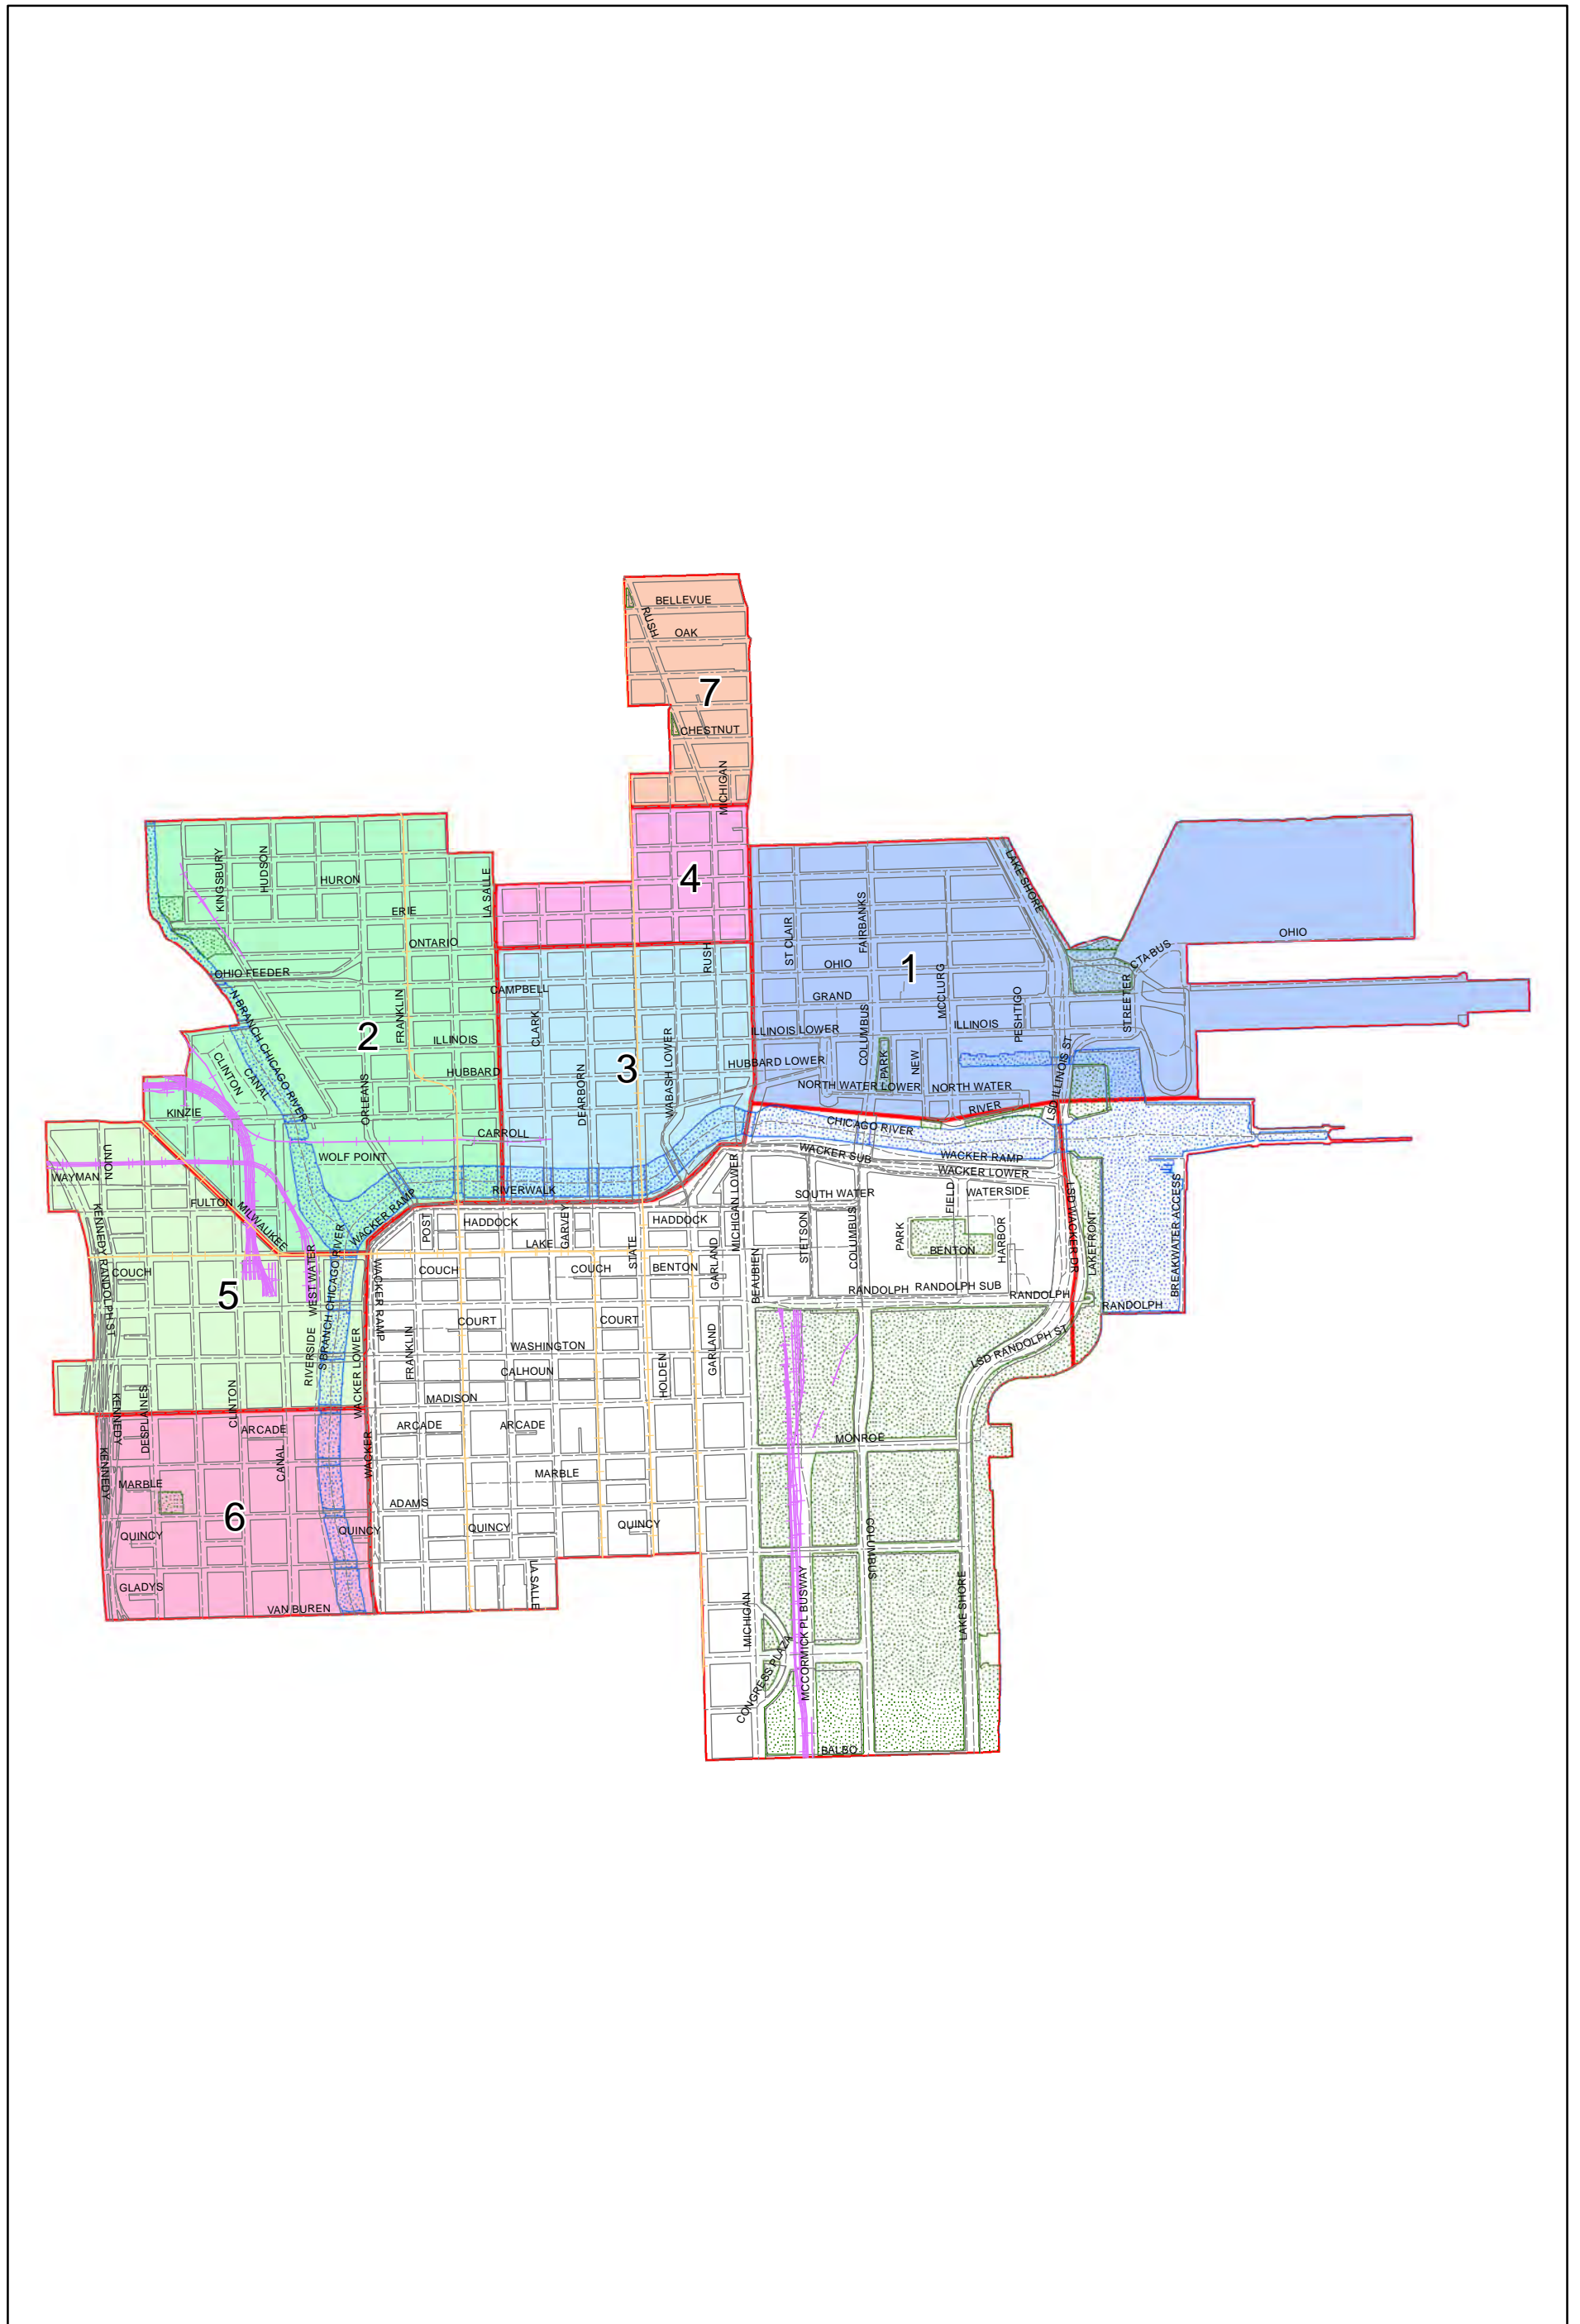 BELLEVUE
RUSH
OAK
7
CHESTNUT
MICHIGAN
KINGSBURY
HUDSON
HURON
LA SALLE
4
LAKE SHORE
ERIE
ONTARIO
RUSH
ST CLAIR
FAIRBANKS
OHIO
OHIO FEEDER
OHIO
1
CTA BUS
CAMPBELL
GRAND
MCCLURG
STREETER
N BRANCH CHICAGO RIVER
2
FRANKLIN
ILLINOIS
CLARK
ILLINOIS LOWER
COLUMBUS
ILLINOIS
PESHTIGO
CLINTON
CANAL
HUBBARD
3
WABASH LOWER
HUBBARD LOWER
PARK
NEW
LSD ILLINOIS ST
ORLEANS
DEARBORN
NORTH WATER LOWER
NORTH WATER
KINZIE
RIVER
CARROLL
CHICAGO RIVER
WOLF POINT
WACKER SUB
WACKER RAMP
UNION
WAYMAN
WACKER LOWER
RIVERWALK
SOUTH WATER
FIELD
WATERSIDE
FULTON
MILWAUKEE
WACKER RAMP
MICHIGAN LOWER
LSD WACKER DR
LAKEFRONT
BREAKWATER ACCESS
KENNEDY RANDOLPH ST
POST
HADDOCK
GARVEY
HADDOCK
STETSON
COLUMBUS
PARK
HARBOR
LAKE
STATE
BENTON
COUCH
WEST WATER
S BRANCH CHICAGO RIVER
WACKER RAMP
COUCH
COUCH
BENTON
GARLAND
BEAUBIEN
5
RANDOLPH
RANDOLPH SUB
RANDOLPH
RANDOLPH
COURT
COURT
RIVERSIDE
WACKER LOWER
FRANKLIN
WASHINGTON
GARLAND
LSD RANDOLPH ST
CALHOUN
HOLDEN
KENNEDY
DESPLAINES
CLINTON
MADISON
ARCADE
ARCADE
ARCADE
MONROE
KENNEDY
CANAL
WACKER
MARBLE
MARBLE
ADAMS
6
QUINCY
QUINCY
QUINCY
QUINCY
COLUMBUS
GLADYS
LA SALLE
VAN BUREN
MICHIGAN
MCCORMICK PL BUSWAY
LAKE SHORE
CONGRESS PLAZA
BALBO